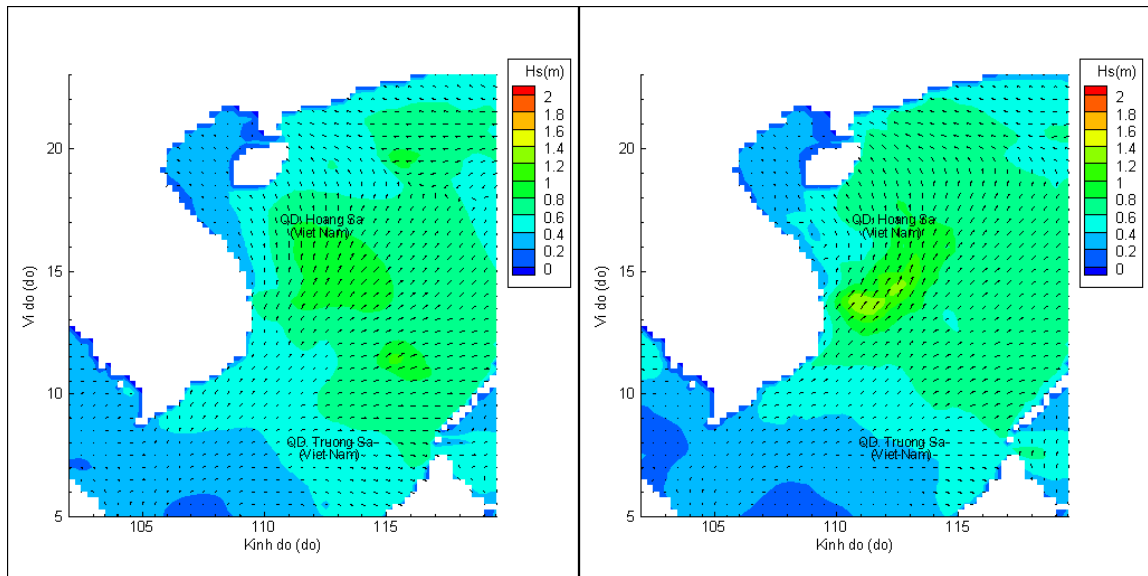 Hs(m)
2
1.8
1.6
1.4
1.2
1
0.8
0.6
0.4
0.2
0
20
15
10
5
Vi do (do)
QD. Hoang Sa
(Viet Nam)
QD. Truong Sa
(Viet Nam)
105
110
115
Kinh do (do)
Hs(m)
2
1.8
1.6
1.4
1.2
1
0.8
0.6
0.4
0.2
0
20
15
10
5
Vi do (do)
QD. Hoang Sa
(Viet Nam)
QD. Truong Sa
(Viet Nam)
105
110
115
Kinh do (do)